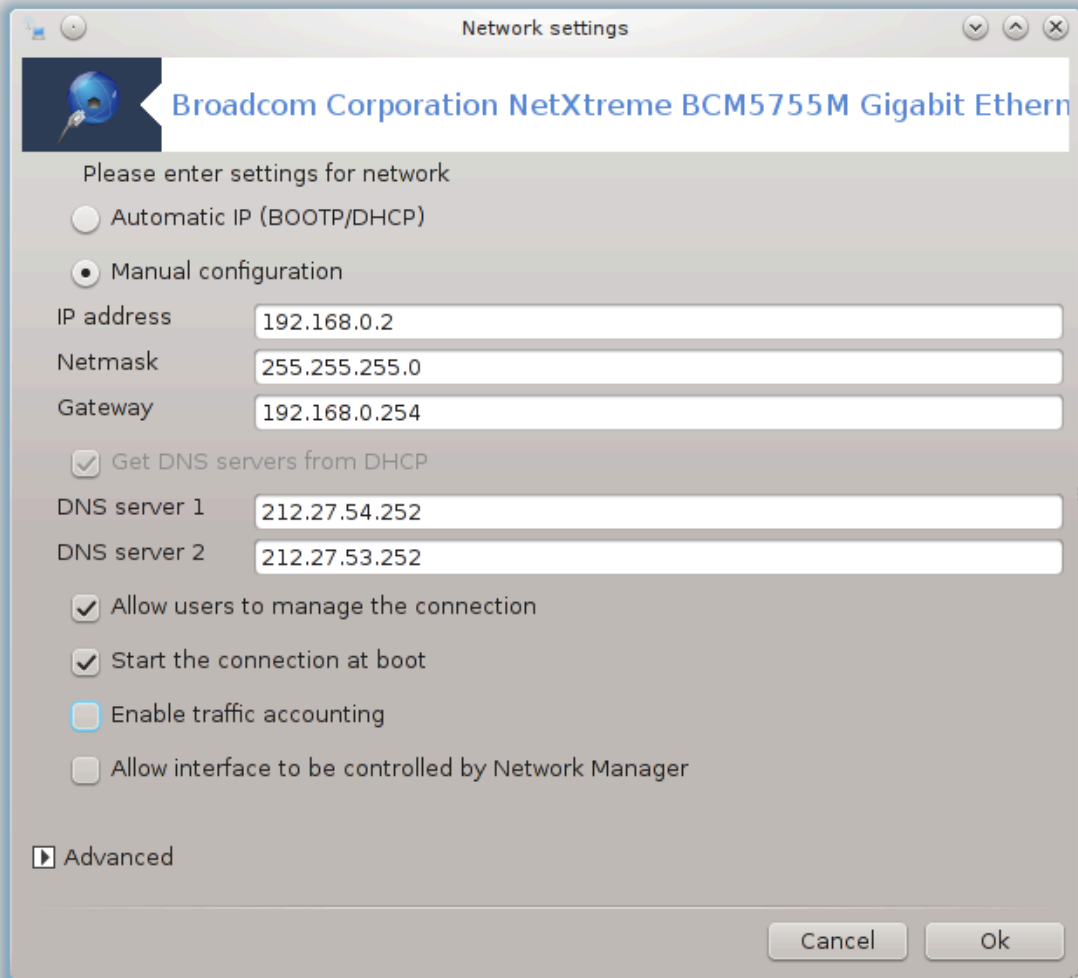 Network settings
Broadcom Corporation NetXtreme BCM5755M Gigabit Ethern
Please enter settings for network
Automatic IP (BOOTP/DHCP)
Manual configuration
IP address 192.168.0.2
Netmask 255.255.255.0
Gateway 192.168.0.254
Get DNS servers from DHCP
DNS server 1 212.27.54.252
DNS server 2 212.27.53.252
Allow users to manage the connection
Start the connection at boot
Enable traffic accounting
Allow interface to be controlled by Network Manager
Advanced
Cancel Ok